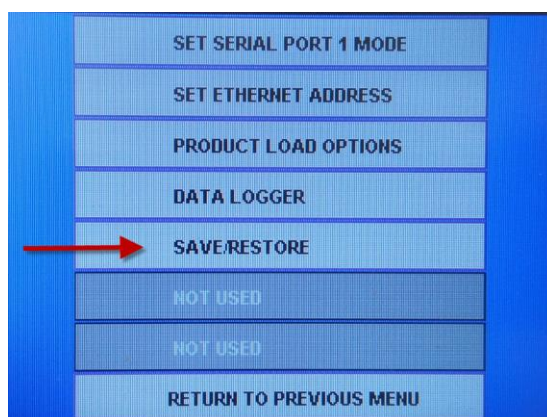 SET SERIAL PORT 1 MODE
SET ETHERNET ADDRESS
PRODUCT LOAD OPTIONS
DATA LOGGER
SAVE/RESTORE
NOT USED
NOT USED
RETURN TO PREVIOUS MENU